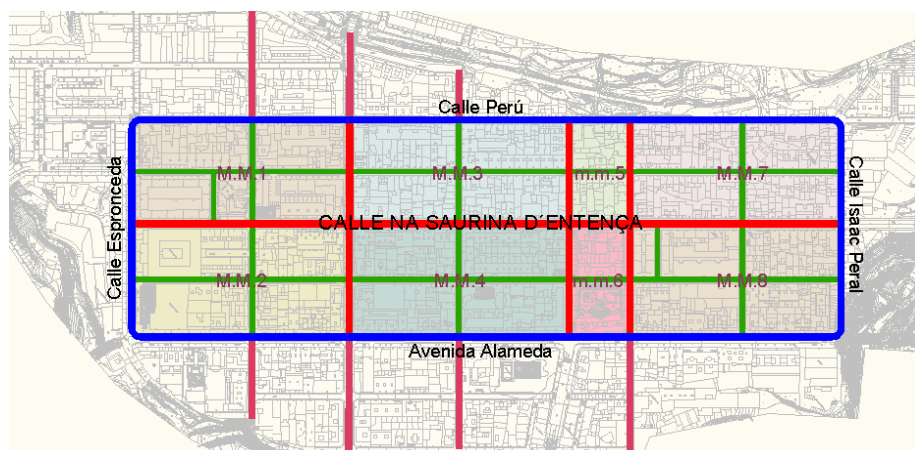 Calle Perú
Calle Espronceda
M.M.1
M.M.3
m.m.5
M.M.7
Calle Isaac Peral
CALLE NA SAURINA D´ENTENÇA
M.M.2
M.M.4
m.m.6
M.M.8
Avenida Alameda